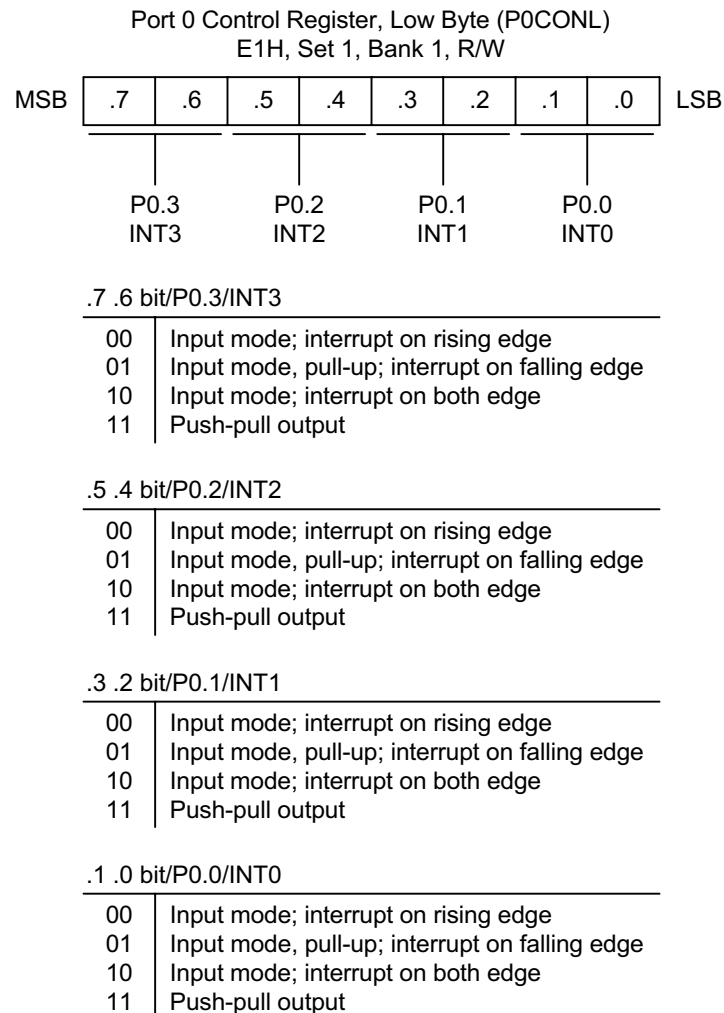 Port 0 Control Register, Low Byte (P0CONL)
E1H, Set 1, Bank 1, R/W
MSB .7 .6 .5 .4 .3 .2 .1 .0 LSB
P0.3 P0.2 P0.1 P0.0
INT3 INT2 INT1 INT0
.7 .6 bit/P0.3/INT3
00 Input mode; interrupt on rising edge
01 Input mode, pull-up; interrupt on falling edge
10 Input mode; interrupt on both edge
11 Push-pull output
.5 .4 bit/P0.2/INT2
00 Input mode; interrupt on rising edge
01 Input mode, pull-up; interrupt on falling edge
10 Input mode; interrupt on both edge
11 Push-pull output
.3 .2 bit/P0.1/INT1
00 Input mode; interrupt on rising edge
01 Input mode, pull-up; interrupt on falling edge
10 Input mode; interrupt on both edge
11 Push-pull output
.1 .0 bit/P0.0/INT0
00 Input mode; interrupt on rising edge
01 Input mode, pull-up; interrupt on falling edge
10 Input mode; interrupt on both edge
11 Push-pull output